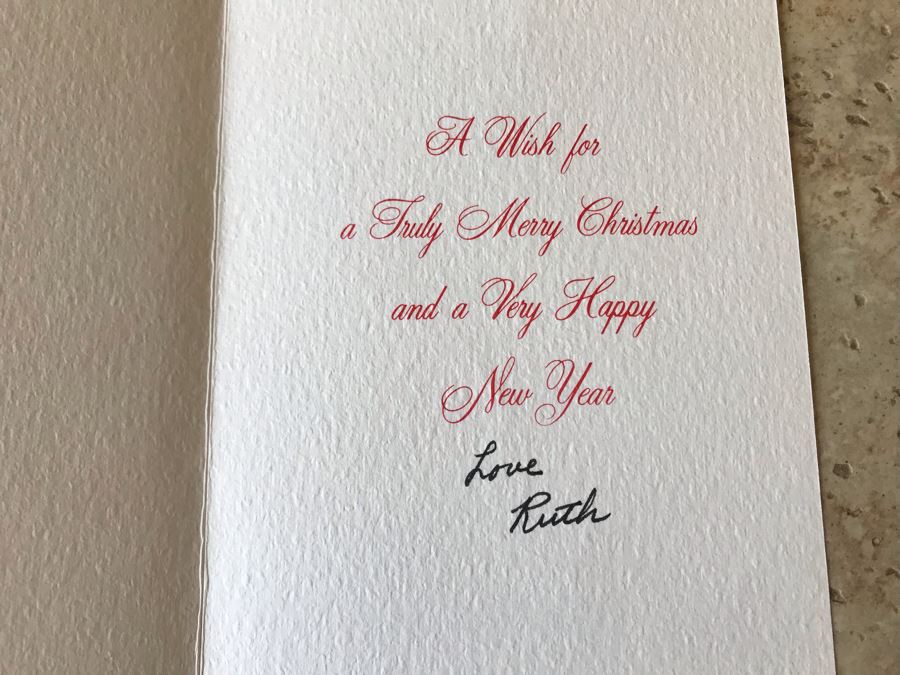 A Wish for
a Truly Merry Christmas
and a Very Happy
New Year
Love
Ruth